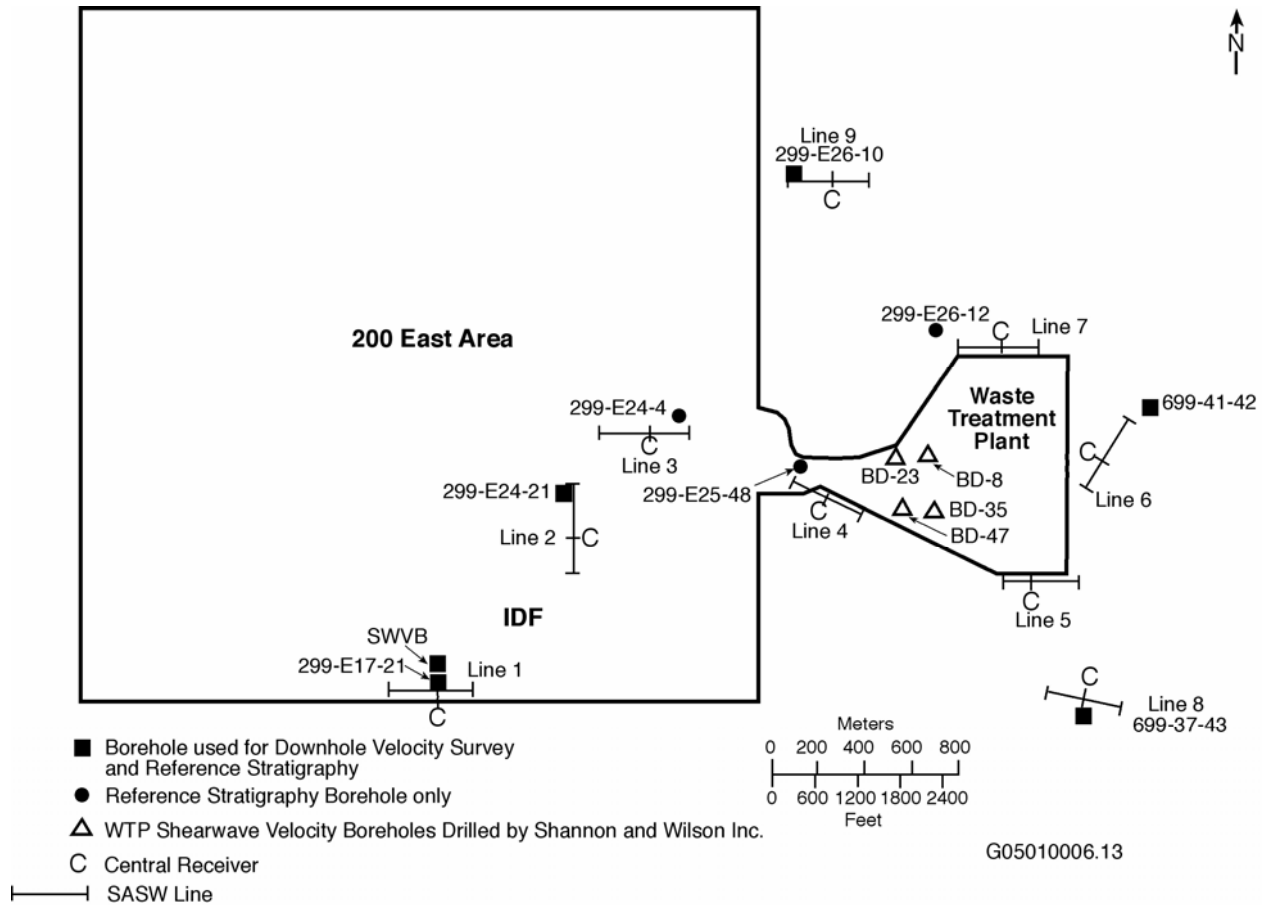 N
Line 9
299-E26-10
C
299-E26-12
C
Line 7
200 East Area
Waste
Treatment
Plant
699-41-42
299-E24-4
C
Line 3
C
Line 6
BD-23
BD-8
299-E24-21
299-E25-48
C
Line 4
BD-35
BD-47
Line 2
C
IDF
C
Line 5
SWVB
299-E17-21
Line 1
C
C
Line 8
699-37-43
Meters
0 200 400 600 800
0 600 1200 1800 2400
Feet
Borehole used for Downhole Velocity Survey
and Reference Stratigraphy
Reference Stratigraphy Borehole only
WTP Shearwave Velocity Boreholes Drilled by Shannon and Wilson Inc.
C Central Receiver
SASW Line
G05010006.13